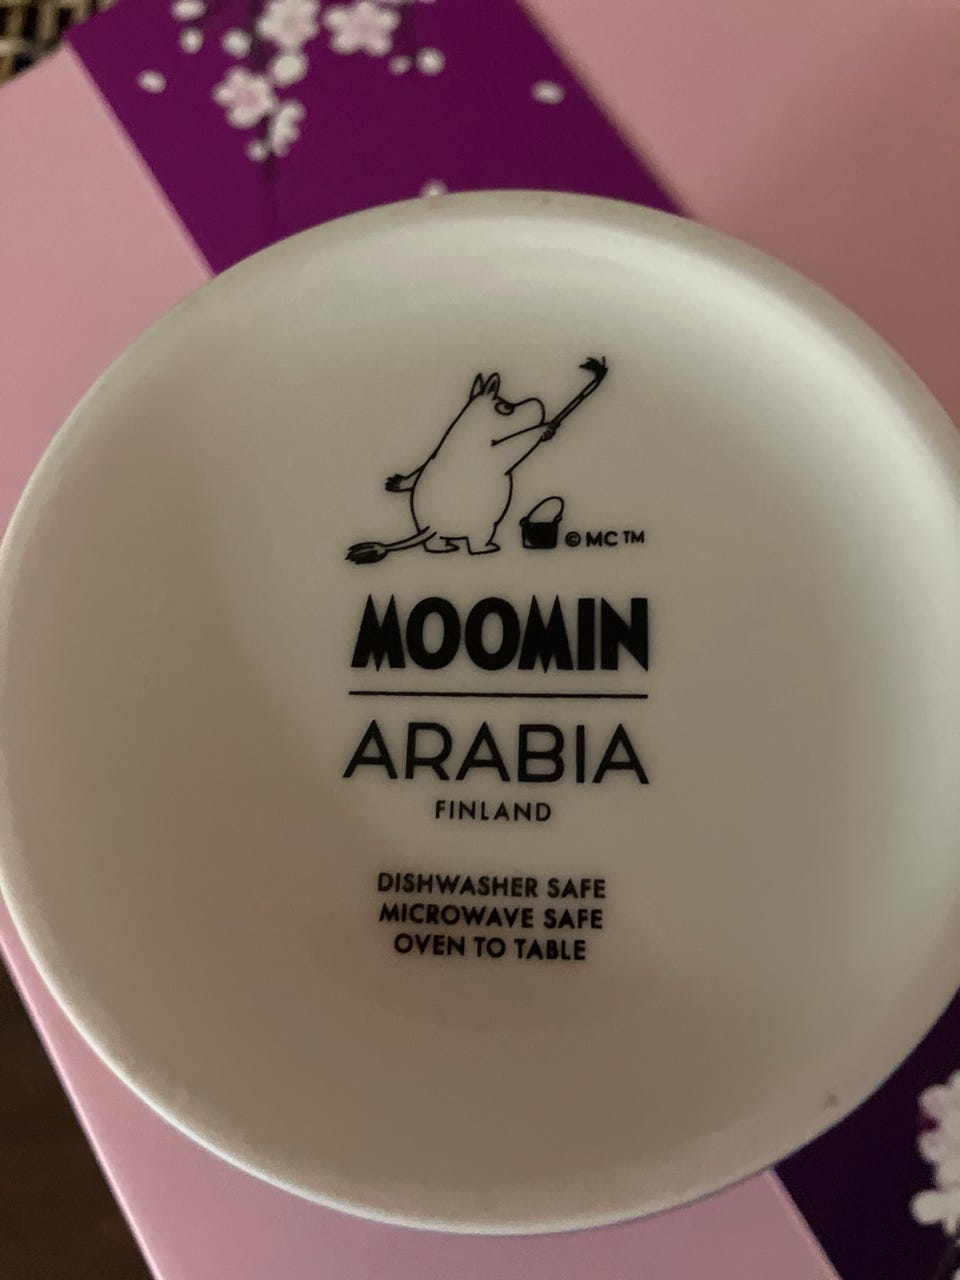 © MC ™
MOOMIN
ARABIA
FINLAND
DISHWASHER SAFE
MICROWAVE SAFE
OVEN TO TABLE